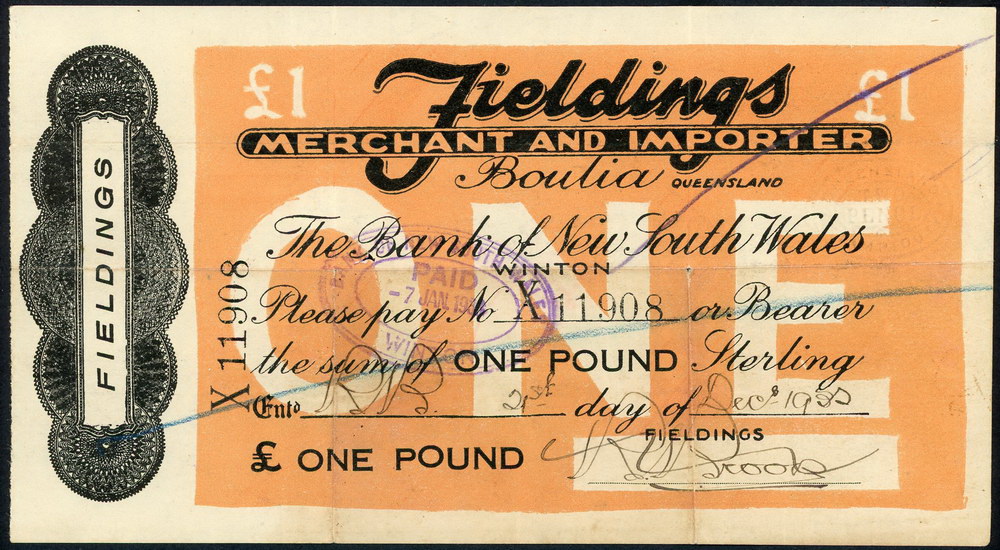 FIELDINGS
X 11908
£1
£1
Fieldings
MERCHANT AND IMPORTER
Boulia QUEENSLAND
The Bank of New South Wales
WINTON
PAID
-7 JAN
Please pay No X 11908 or Bearer
the sum of ONE POUND Sterling
Entd 21st day of Decr
FIELDINGS
£ ONE POUND
ONE